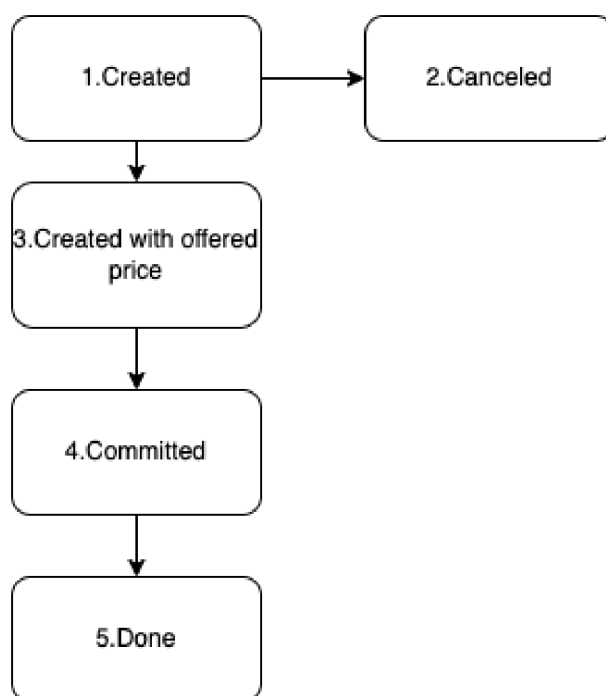 1.Created
2.Canceled
3.Created with offered
price
4.Committed
5.Done